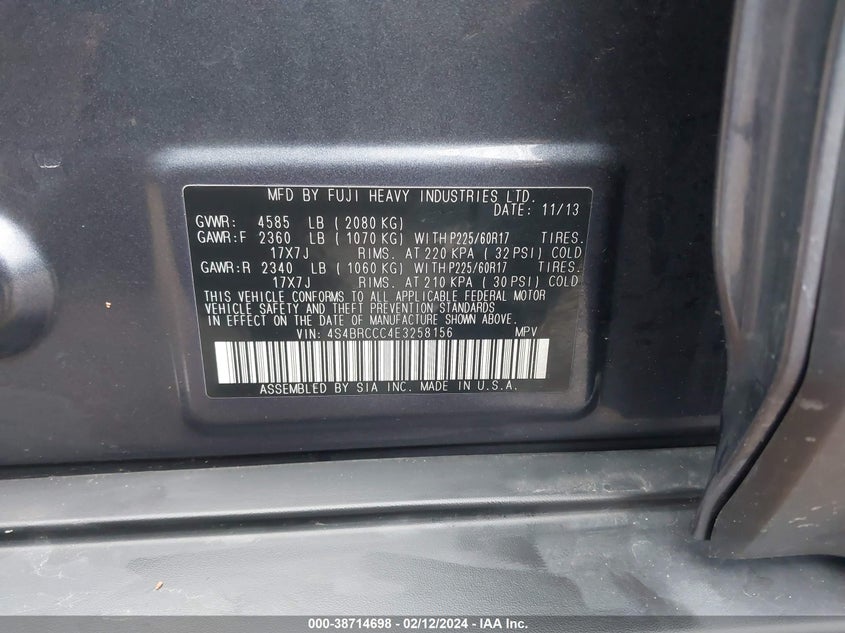 MFD BY FUJI HEAVY INDUSTRIES LTD.
DATE: 11/13
GVWR: 4585 LB ( 2080 KG)
GAWR:F 2360 LB ( 1070 KG) WITH P225/60R17 TIRES.
17X7J RIMS. AT 220 KPA ( 32 PSI) COLD
GAWR:R 2340 LB ( 1060 KG) WITH P225/60R17 TIRES.
17X7J RIMS. AT 210 KPA ( 30 PSI) COLD
THIS VEHICLE CONFORMS TO ALL APPLICABLE FEDERAL MOTOR
VEHICLE SAFETY AND THEFT PREVENTION STANDARDS
IN EFFECT ON THE DATE OF MANUFACTURE SHOWN ABOVE.
VIN: 4S4BRCCC4E3258156 MPV
ASSEMBLED BY SIA INC. MADE IN U.S.A.
000-38714698 - 02/12/2024 - IAA Inc.